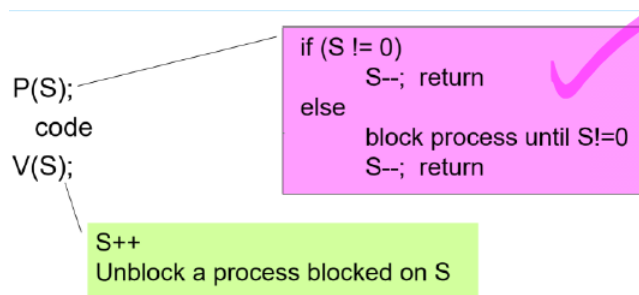 P(S);
code
V(S);
if (S != 0)
S--; return
else
block process until S!=0
S--; return
S++
Unblock a process blocked on S